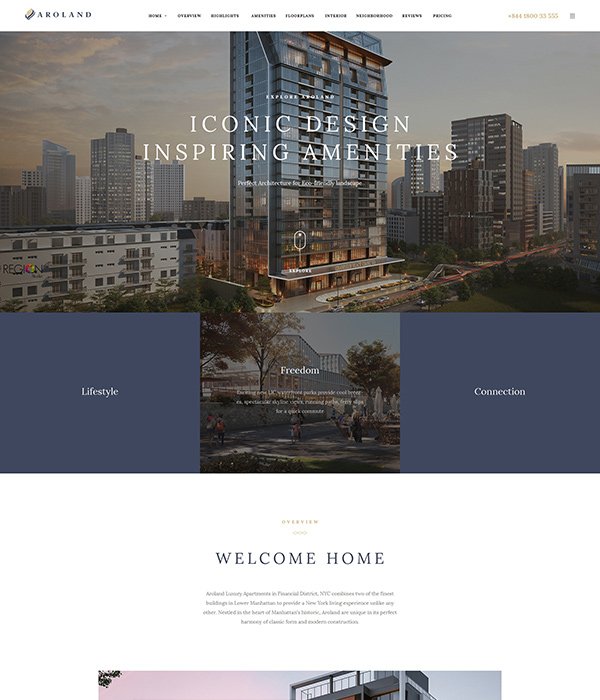 AROLAND
HOME OVERVIEW HIGHLIGHTS AMENITIES FLOORPLANS INTERIOR NEIGHBORHOOD REVIEWS PRICING
+844 1800 33 555
EXPLORE AROLAND
ICONIC DESIGN
INSPIRING AMENITIES
Perfect Architecture for Eco-friendly landscape
REGION
EXPLORE
Lifestyle
Freedom
Exciting new UC waterfront parks provide cool breez-
es, spectacular skyline views, running paths, ferry slips
for a quick commute
Connection
OVERVIEW
WELCOME HOME
Aroland Luxury Apartments in Financial District, NYC combines two of the finest
buildings in Lower Manhattan to provide a New York living experience unlike any
other. Nestled in the heart of Manhattan's historic, Aroland are unique in its perfect
harmony of classic form and modern construction.